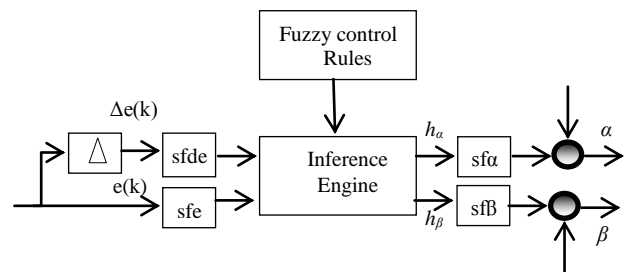 Fuzzy control
Rules
Δe(k)
Δ
sfde
e(k)
sfe
Inference
Engine
hα
hβ
sfα
sfβ
α
β